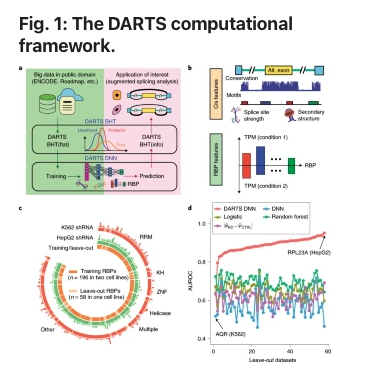 Fig. 1: The DARTS computational
framework.
a
Big data in public domain
(ENCODE, Roadmap, etc.)
Application of interest
(augmented splicing analysis)
DARTS BHT
Likelihood
Posterior
Prior
DARTS
BHT(flat)
DARTS
BHT(info)
DARTS DNN
Training
Prediction
RBP
b
Cis features
Alt. exon
Conservation
Motifs
Splice site
strength
Secondary
structure
RBP features
TPM (condition 1)
RBP
TPM (condition 2)
c
K562 shRNA
HepG2 shRNA
Training/leave-out
RRM
KH
ZNF
Helicase
Multiple
Other
Training RBPs
(n = 196 in two cell lines)
Leave-out RBPs
(n = 58 in one cell line)
d
DARTS DNN
DNN
Logistic
Random forest
AUROC
1.0
0.8
0.6
0.4
RPL23A (HepG2)
AQR (K562)
0
20
40
60
Leave-out datasets